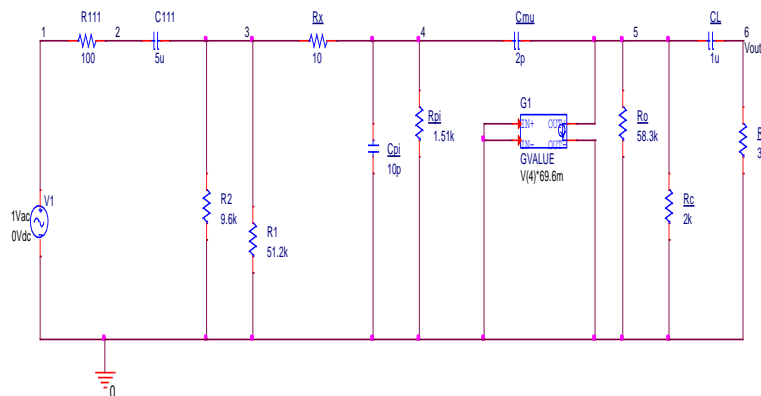 R111
C111
Rx
Cmu
CL
1
2
3
4
5
6
100
5u
10
2p
1u
Vout
G1
IN+
OUT+
IN-
OUT-
GVALUE
V(4)*69.6m
Rpi
1.51k
Cpi
10p
Ro
58.3k
R
3
V1
1Vac
0Vdc
R2
9.6k
R1
51.2k
Rc
2k
0